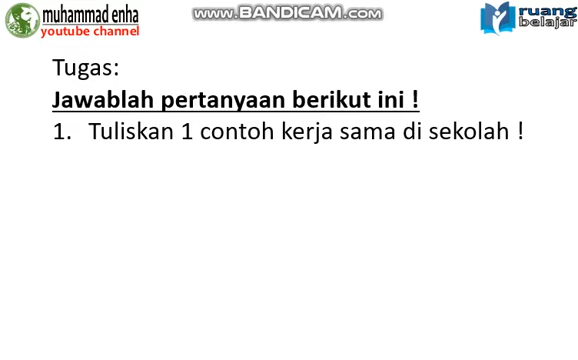 muhammad enha
youtube channel
www.BANDICAM.com
ruang
belajar
Tugas:
Jawablah pertanyaan berikut ini !
1. Tuliskan 1 contoh kerja sama di sekolah !